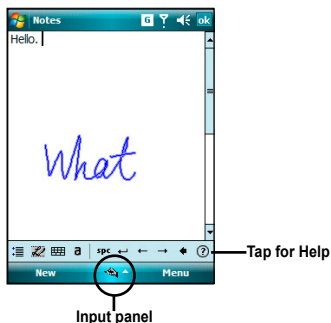 Notes G ok
Hello.
What
a spc ?
Tap for Help
New Menu
Input panel